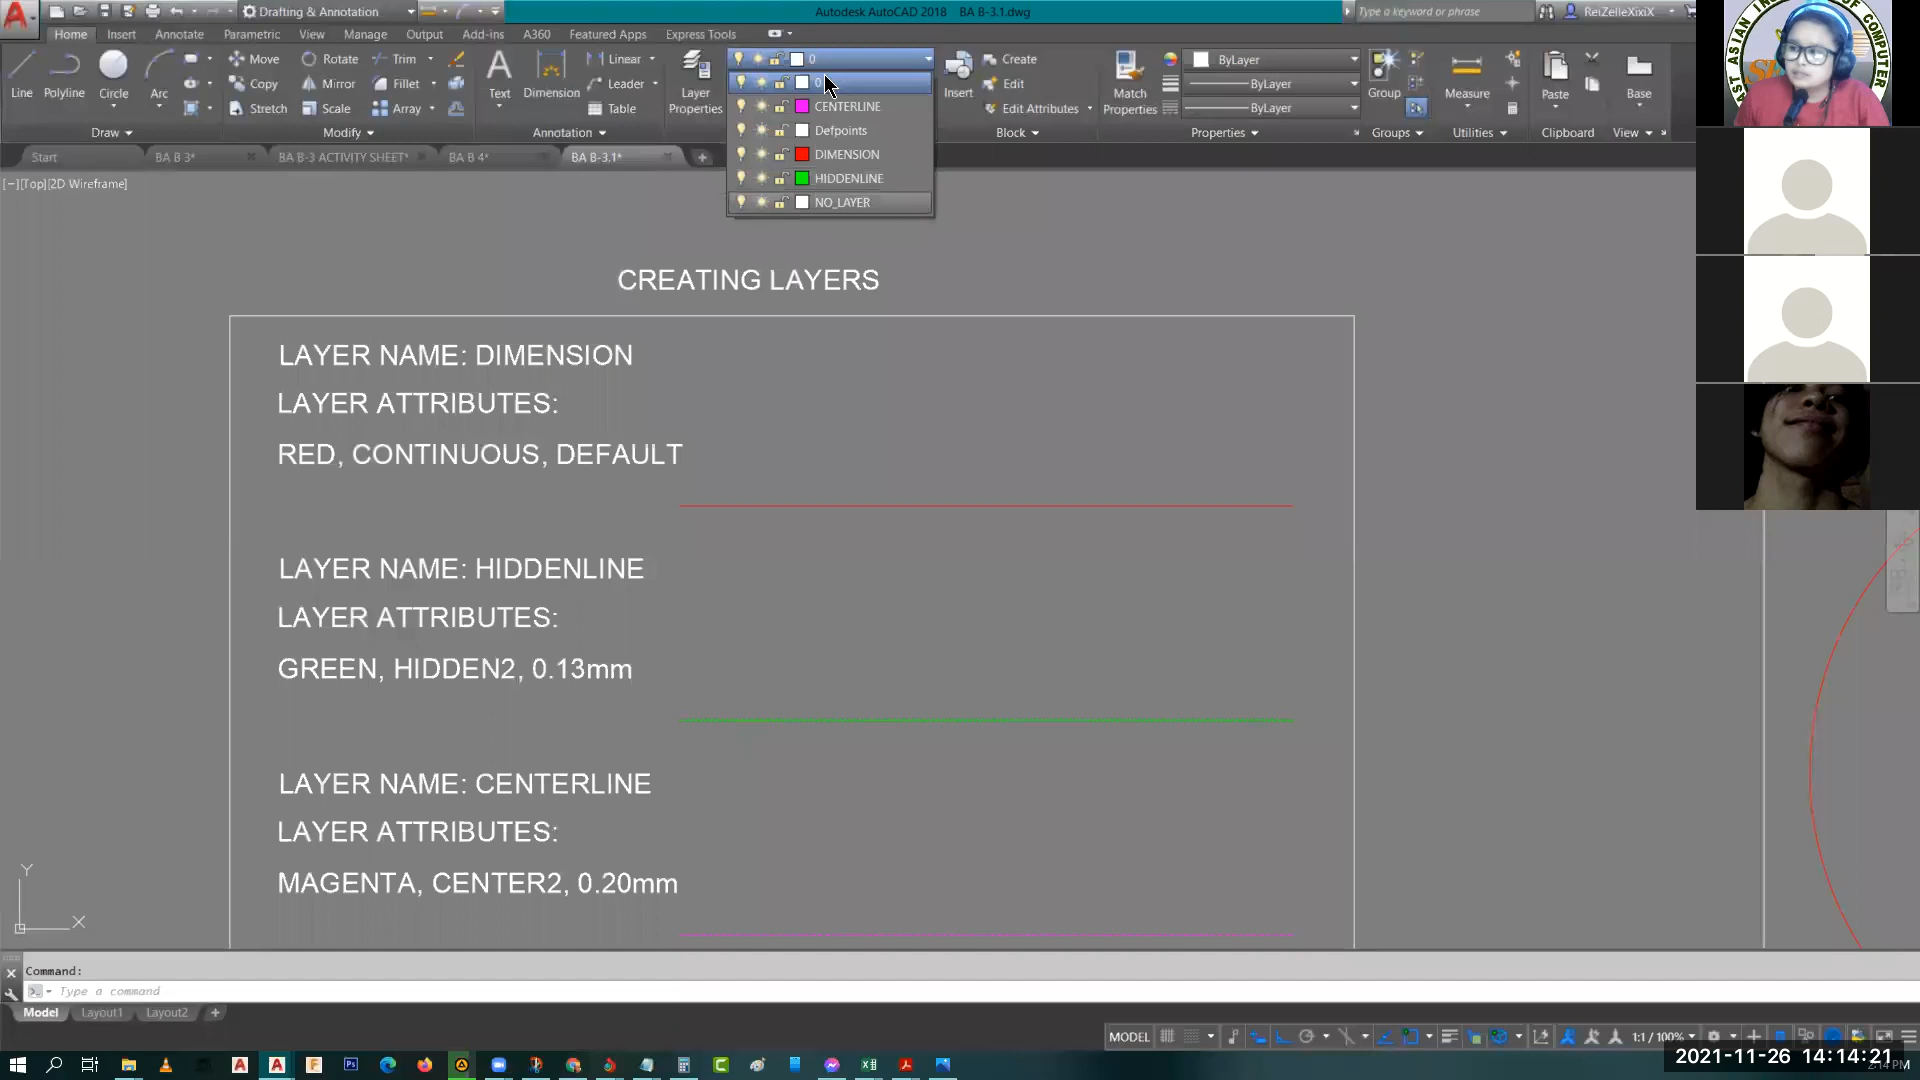 Drafting & Annotation
Autodesk AutoCAD 2018 BA B-3.1.dwg
Type a keyword or phrase
ReiZelleXixiX
Home Insert Annotate Parametric View Manage Output Add-ins A360 Featured Apps Express Tools
Line Polyline Circle Arc
Move Rotate Trim
Copy Mirror Fillet
Stretch Scale Array
Text Dimension
Linear
Leader
Table
Layer Properties
0
0
CENTERLINE
Defpoints
DIMENSION
HIDDENLINE
NO_LAYER
Insert
Create
Edit
Edit Attributes
Match Properties
ByLayer
ByLayer
ByLayer
Group Measure Paste Base
Draw Modify Annotation Block Properties Groups Utilities Clipboard View
Start BA B 3* BA B-3 ACTIVITY SHEET* BA B 4* BA B-3.1*
[−][Top][2D Wireframe]
CREATING LAYERS
LAYER NAME: DIMENSION
LAYER ATTRIBUTES:
RED, CONTINUOUS, DEFAULT
LAYER NAME: HIDDENLINE
LAYER ATTRIBUTES:
GREEN, HIDDEN2, 0.13mm
LAYER NAME: CENTERLINE
LAYER ATTRIBUTES:
MAGENTA, CENTER2, 0.20mm
Y
X
Command:
Type a command
Model Layout1 Layout2
MODEL
1:1 / 100%
2021-11-26 14:14:21